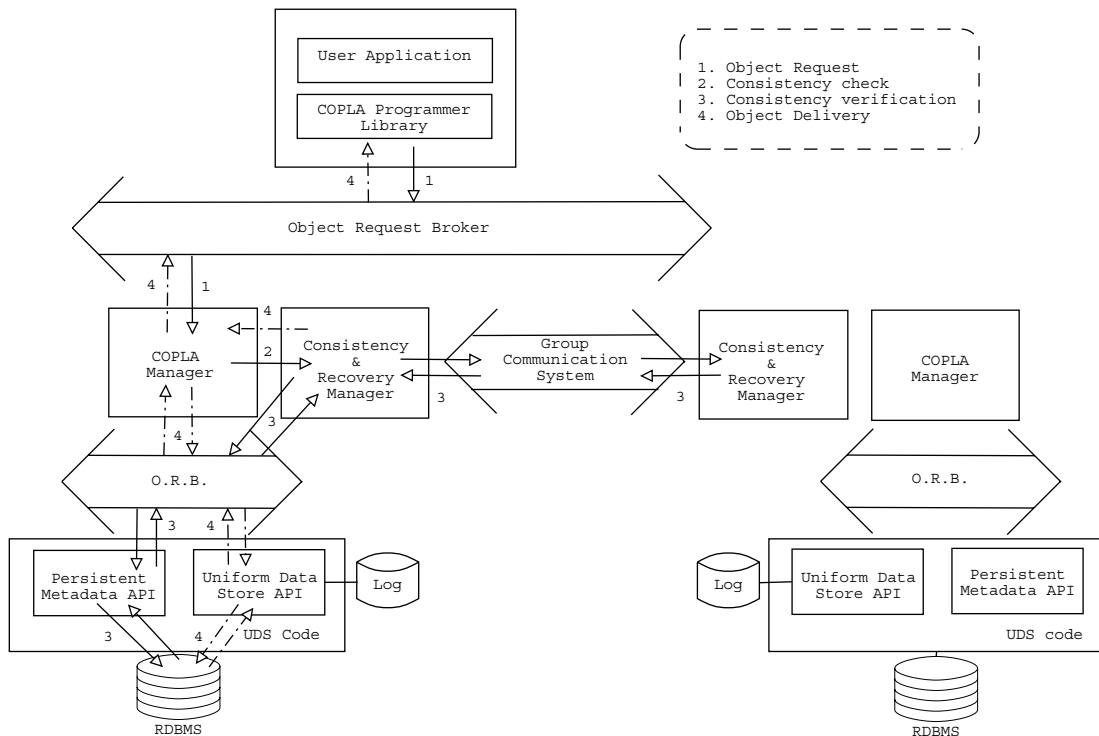 User Application
COPLA Programmer
Library
1. Object Request
2. Consistency check
3. Consistency verification
4. Object Delivery
4
1
Object Request Broker
4
1
4
COPLA
Manager
2
Consistency
&
Recovery
Manager
3
Group
Communication
System
3
Consistency
&
Recovery
Manager
COPLA
Manager
4
3
O.R.B.
O.R.B.
3
4
Persistent
Metadata API
Uniform Data
Store API
Log
UDS Code
3
4
RDBMS
Log
Uniform Data
Store API
Persistent
Metadata API
UDS code
RDBMS